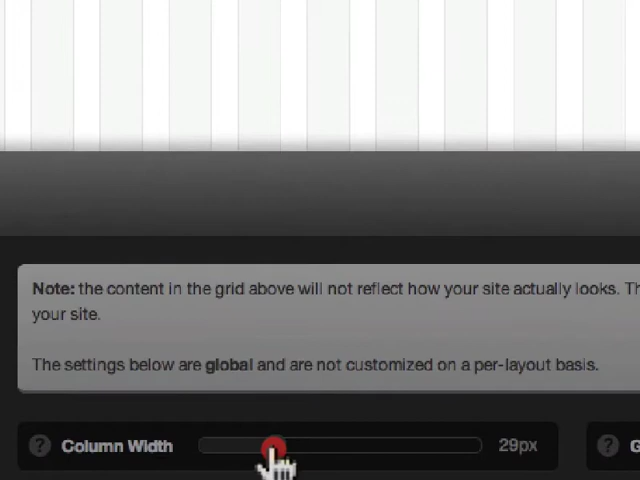 Note: the content in the grid above will not reflect how your site actually looks.
your site.
The settings below are global and are not customized on a per-layout basis.
? Column Width 29px ? G